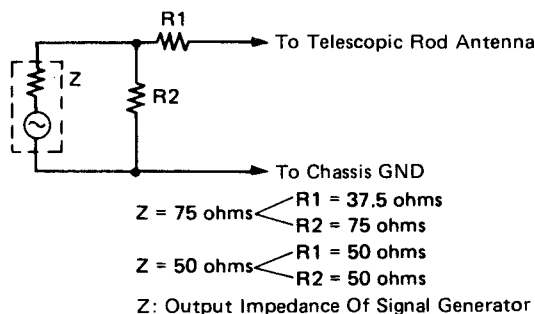 R1
To Telescopic Rod Antenna
Z
R2
To Chassis GND
Z = 75 ohms
R1 = 37.5 ohms
R2 = 75 ohms
Z = 50 ohms
R1 = 50 ohms
R2 = 50 ohms
Z: Output Impedance Of Signal Generator